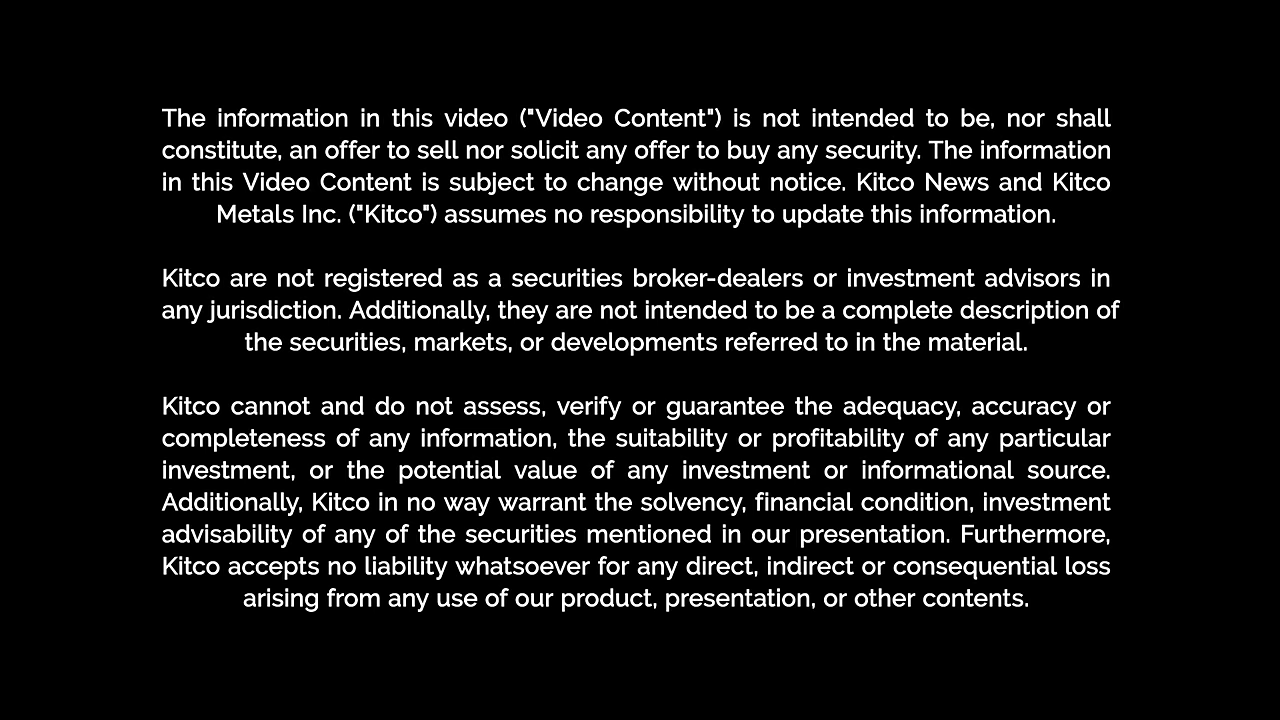 The information in this video ("Video Content") is not intended to be, nor shall
constitute, an offer to sell nor solicit any offer to buy any security. The information
in this Video Content is subject to change without notice. Kitco News and Kitco
Metals Inc. ("Kitco") assumes no responsibility to update this information.
Kitco are not registered as a securities broker-dealers or investment advisors in
any jurisdiction. Additionally, they are not intended to be a complete description of
the securities, markets, or developments referred to in the material.
Kitco cannot and do not assess, verify or guarantee the adequacy, accuracy or
completeness of any information, the suitability or profitability of any particular
investment, or the potential value of any investment or informational source.
Additionally, Kitco in no way warrant the solvency, financial condition, investment
advisability of any of the securities mentioned in our presentation. Furthermore,
Kitco accepts no liability whatsoever for any direct, indirect or consequential loss
arising from any use of our product, presentation, or other contents.